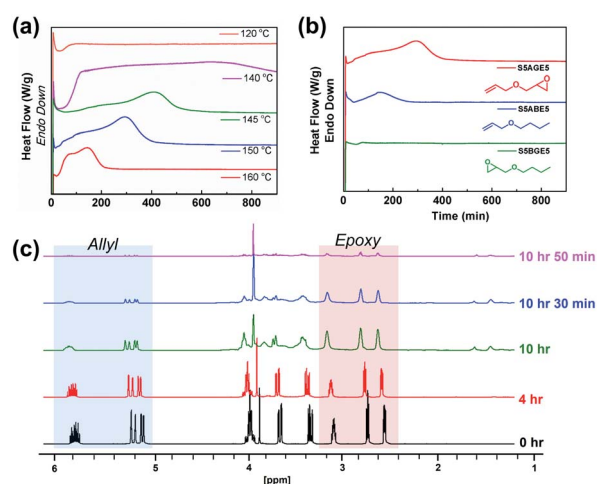 (a)
Heat Flow (W/g)
Endo Down
120 °C
140 °C
145 °C
150 °C
160 °C
0 200 400 600 800
(b)
Heat Flow (W/g)
Endo Down
S5AGE5
O
O
S5ABE5
O
S5BGE5
O
O
0 200 400 600 800
Time (min)
(c)
Allyl
Epoxy
10 hr 50 min
10 hr 30 min
10 hr
4 hr
0 hr
6 5 4 3 2 1
[ppm]